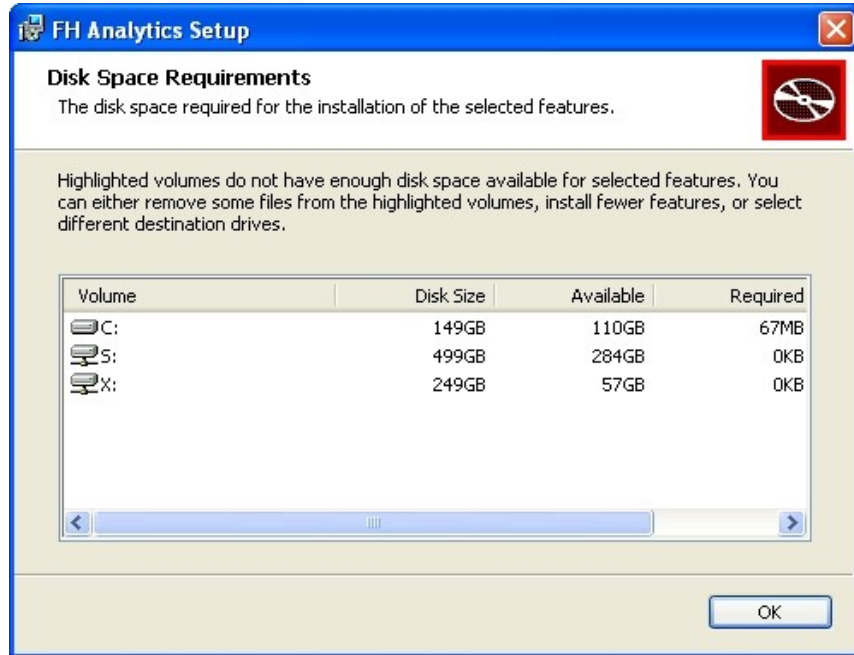 FH Analytics Setup
Disk Space Requirements
The disk space required for the installation of the selected features.
Highlighted volumes do not have enough disk space available for selected features. You
can either remove some files from the highlighted volumes, install fewer features, or select
different destination drives.
Volume Disk Size Available Required
C: 149GB 110GB 67MB
S: 499GB 284GB 0KB
X: 249GB 57GB 0KB
OK